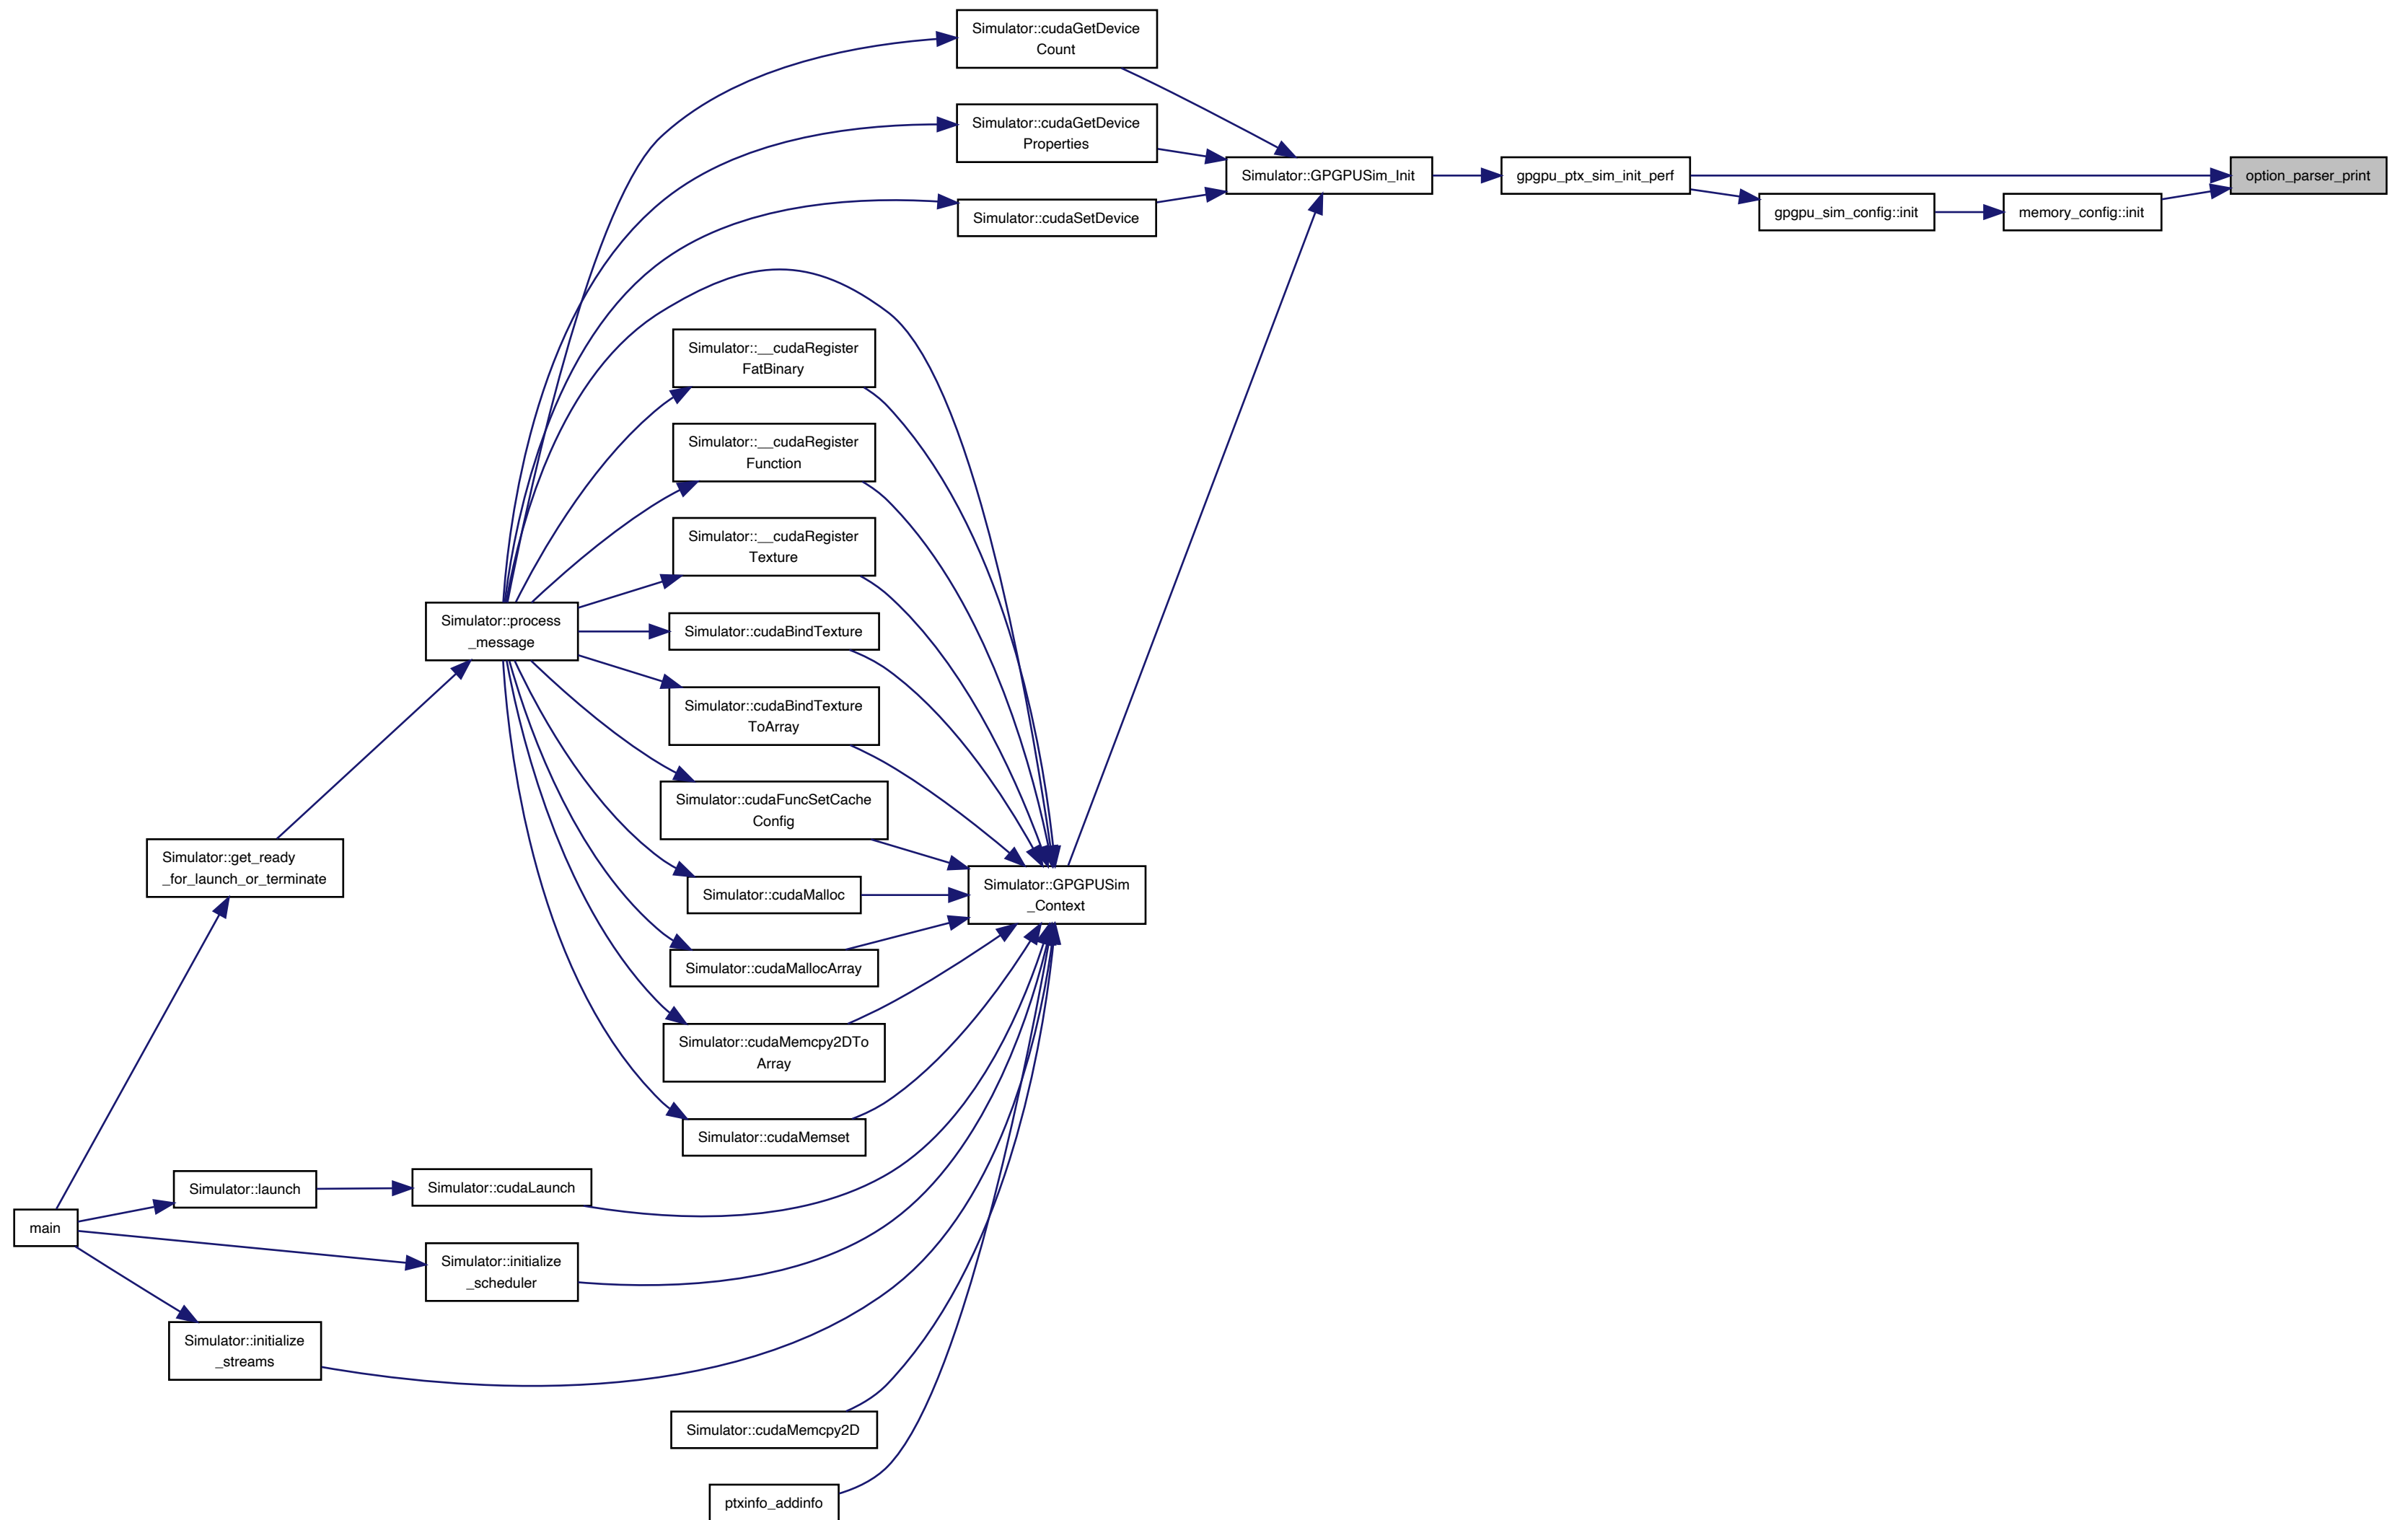 Simulator::cudaGetDevice
Count
Simulator::cudaGetDevice
Properties
Simulator::GPGPUSim_Init
gpgpu_ptx_sim_init_perf
option_parser_print
Simulator::cudaSetDevice
gpgpu_sim_config::init
memory_config::init
Simulator::__cudaRegister
FatBinary
Simulator::__cudaRegister
Function
Simulator::__cudaRegister
Texture
Simulator::process
_message
Simulator::cudaBindTexture
Simulator::cudaBindTexture
ToArray
Simulator::cudaFuncSetCache
Config
Simulator::get_ready
_for_launch_or_terminate
Simulator::cudaMalloc
Simulator::GPGPUSim
_Context
Simulator::cudaMallocArray
Simulator::cudaMemcpy2DTo
Array
Simulator::cudaMemset
Simulator::launch
Simulator::cudaLaunch
main
Simulator::initialize
_scheduler
Simulator::initialize
_streams
Simulator::cudaMemcpy2D
ptxinfo_addinfo